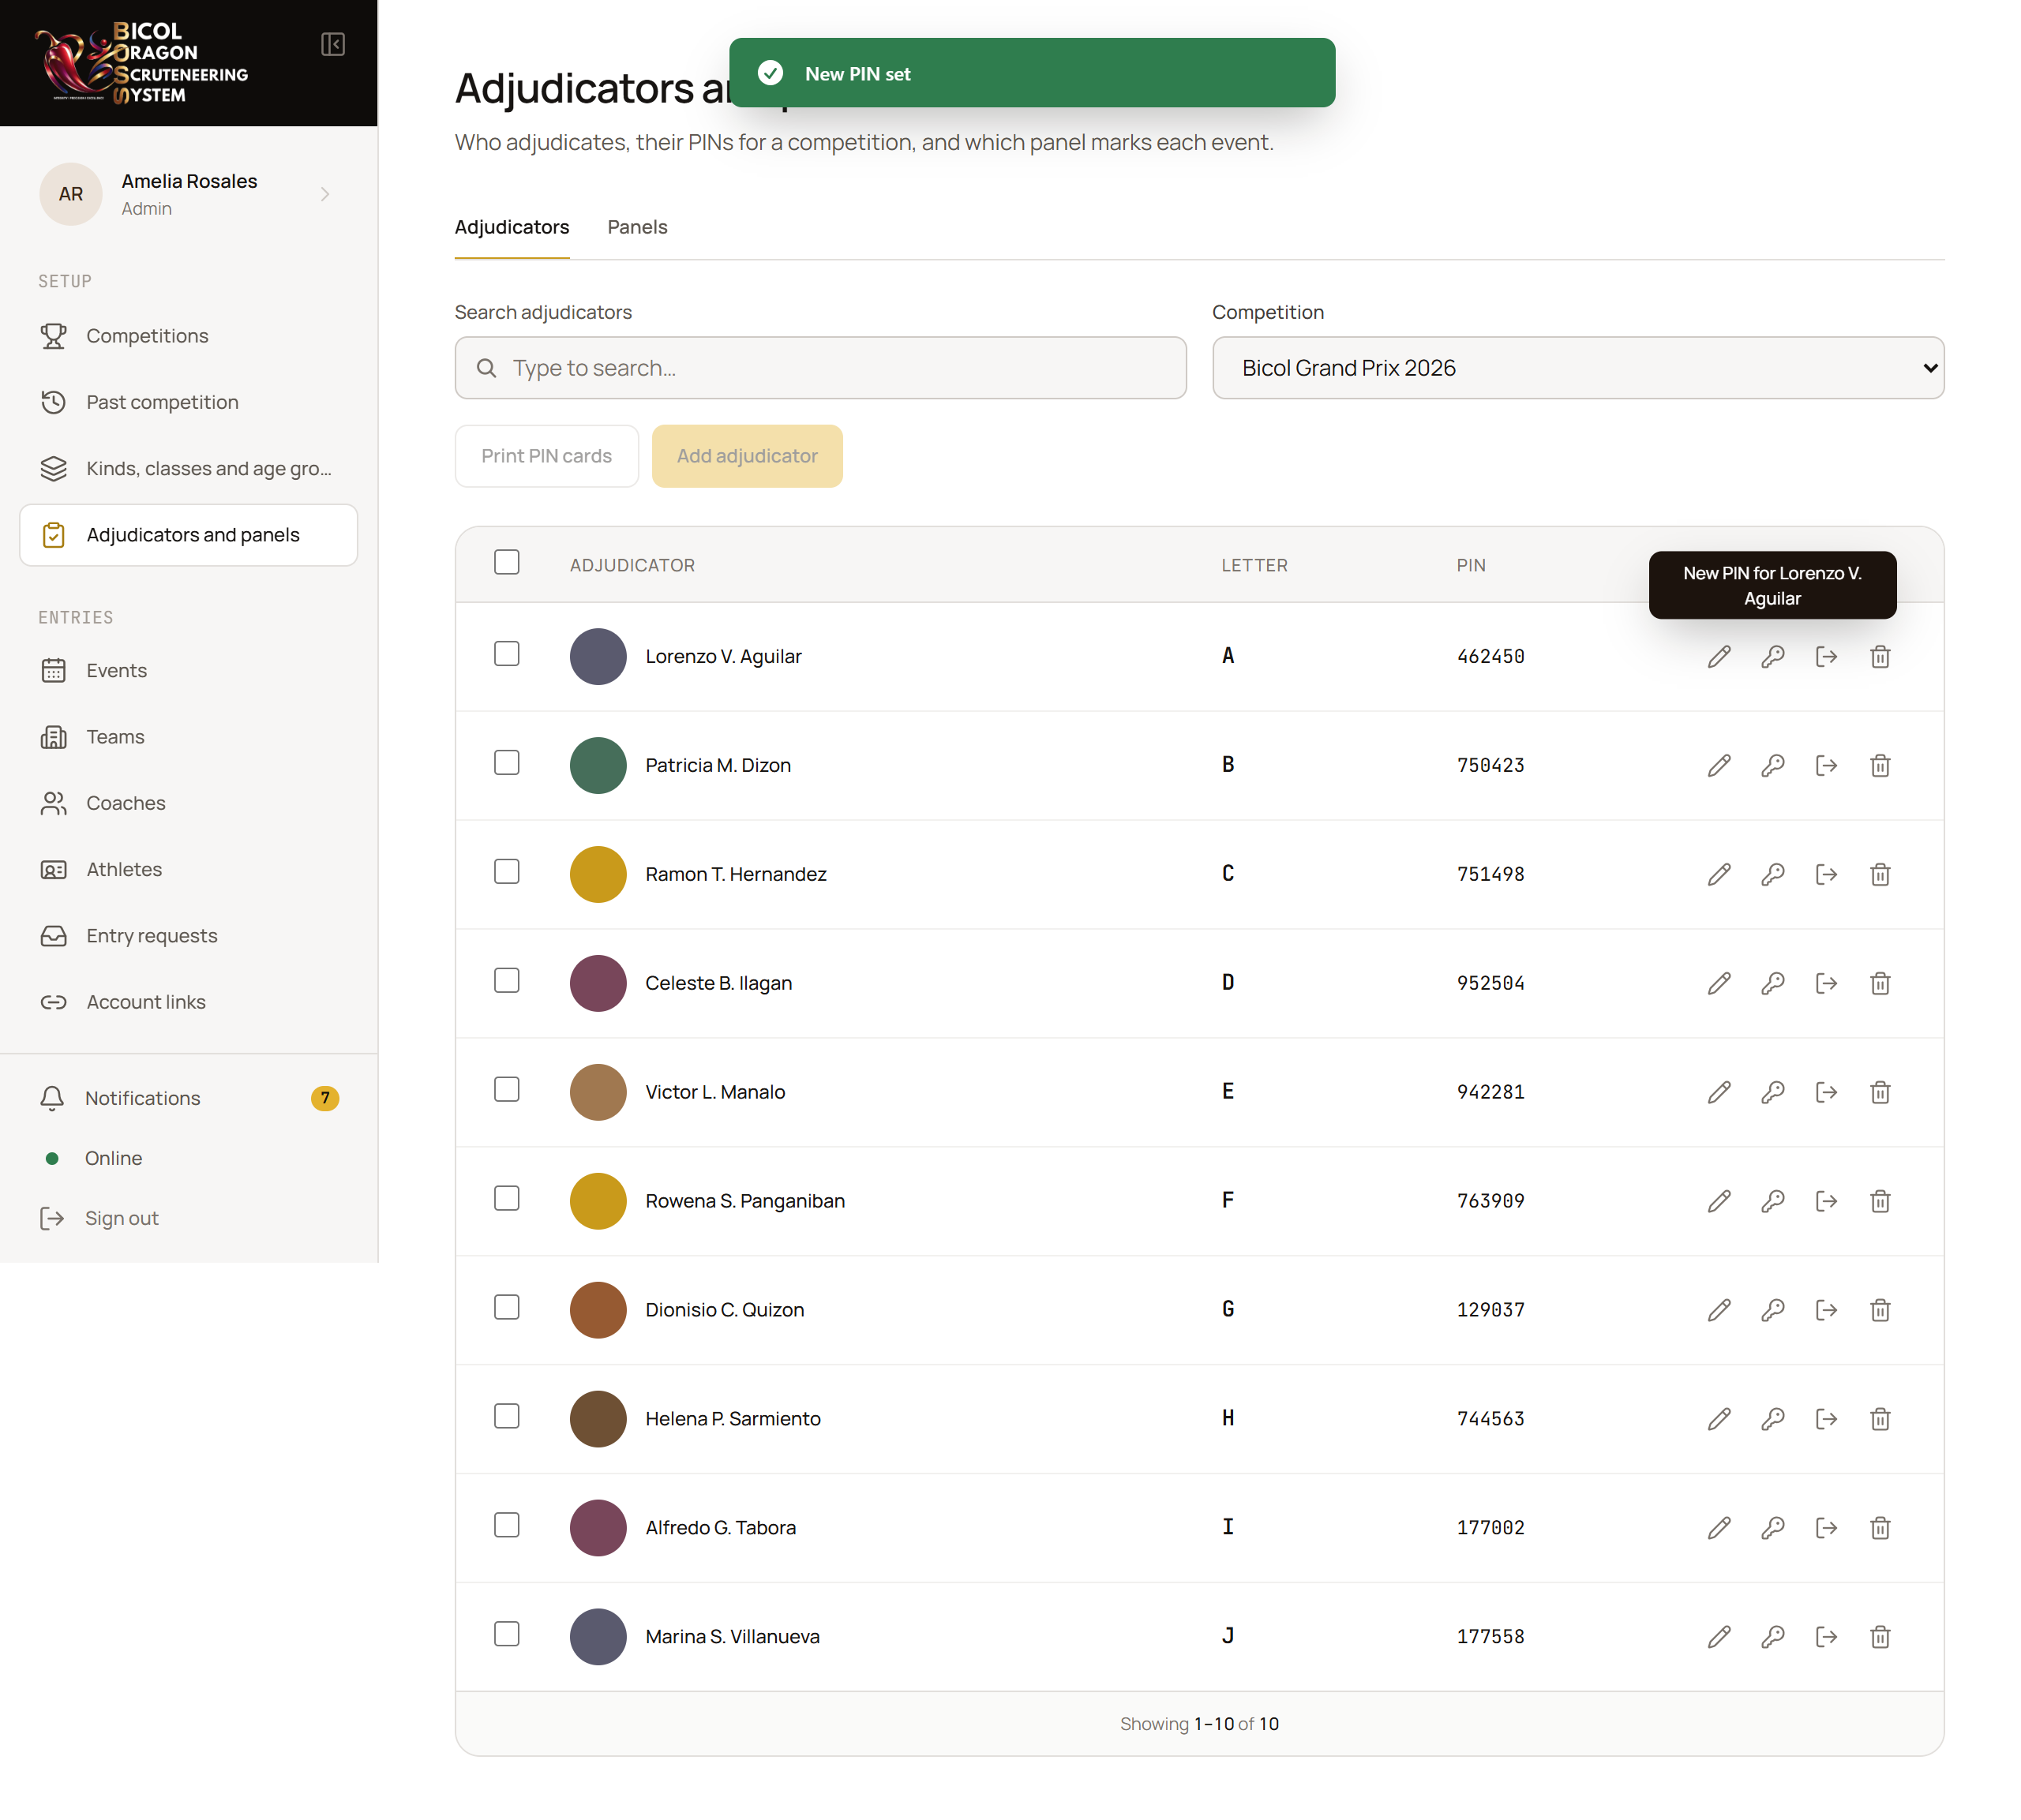 BICOL
DRAGON
SCRUTENEERING
SYSTEM
New PIN set
Adjudicators
Who adjudicates, their PINs for a competition, and which panel marks each event.
AR
Amelia Rosales
Admin
SETUP
Competitions
Past competition
Kinds, classes and age gro...
Adjudicators and panels
ENTRIES
Events
Teams
Coaches
Athletes
Entry requests
Account links
Notifications
7
Online
Sign out
Adjudicators
Panels
Search adjudicators
Competition
Type to search...
Bicol Grand Prix 2026
Print PIN cards
Add adjudicator
ADJUDICATOR
LETTER
PIN
New PIN for Lorenzo V.
Aguilar
Lorenzo V. Aguilar A 462450
Patricia M. Dizon B 750423
Ramon T. Hernandez C 751498
Celeste B. Ilagan D 952504
Victor L. Manalo E 942281
Rowena S. Panganiban F 763909
Dionisio C. Quizon G 129037
Helena P. Sarmiento H 744563
Alfredo G. Tabora I 177002
Marina S. Villanueva J 177558
Showing 1–10 of 10